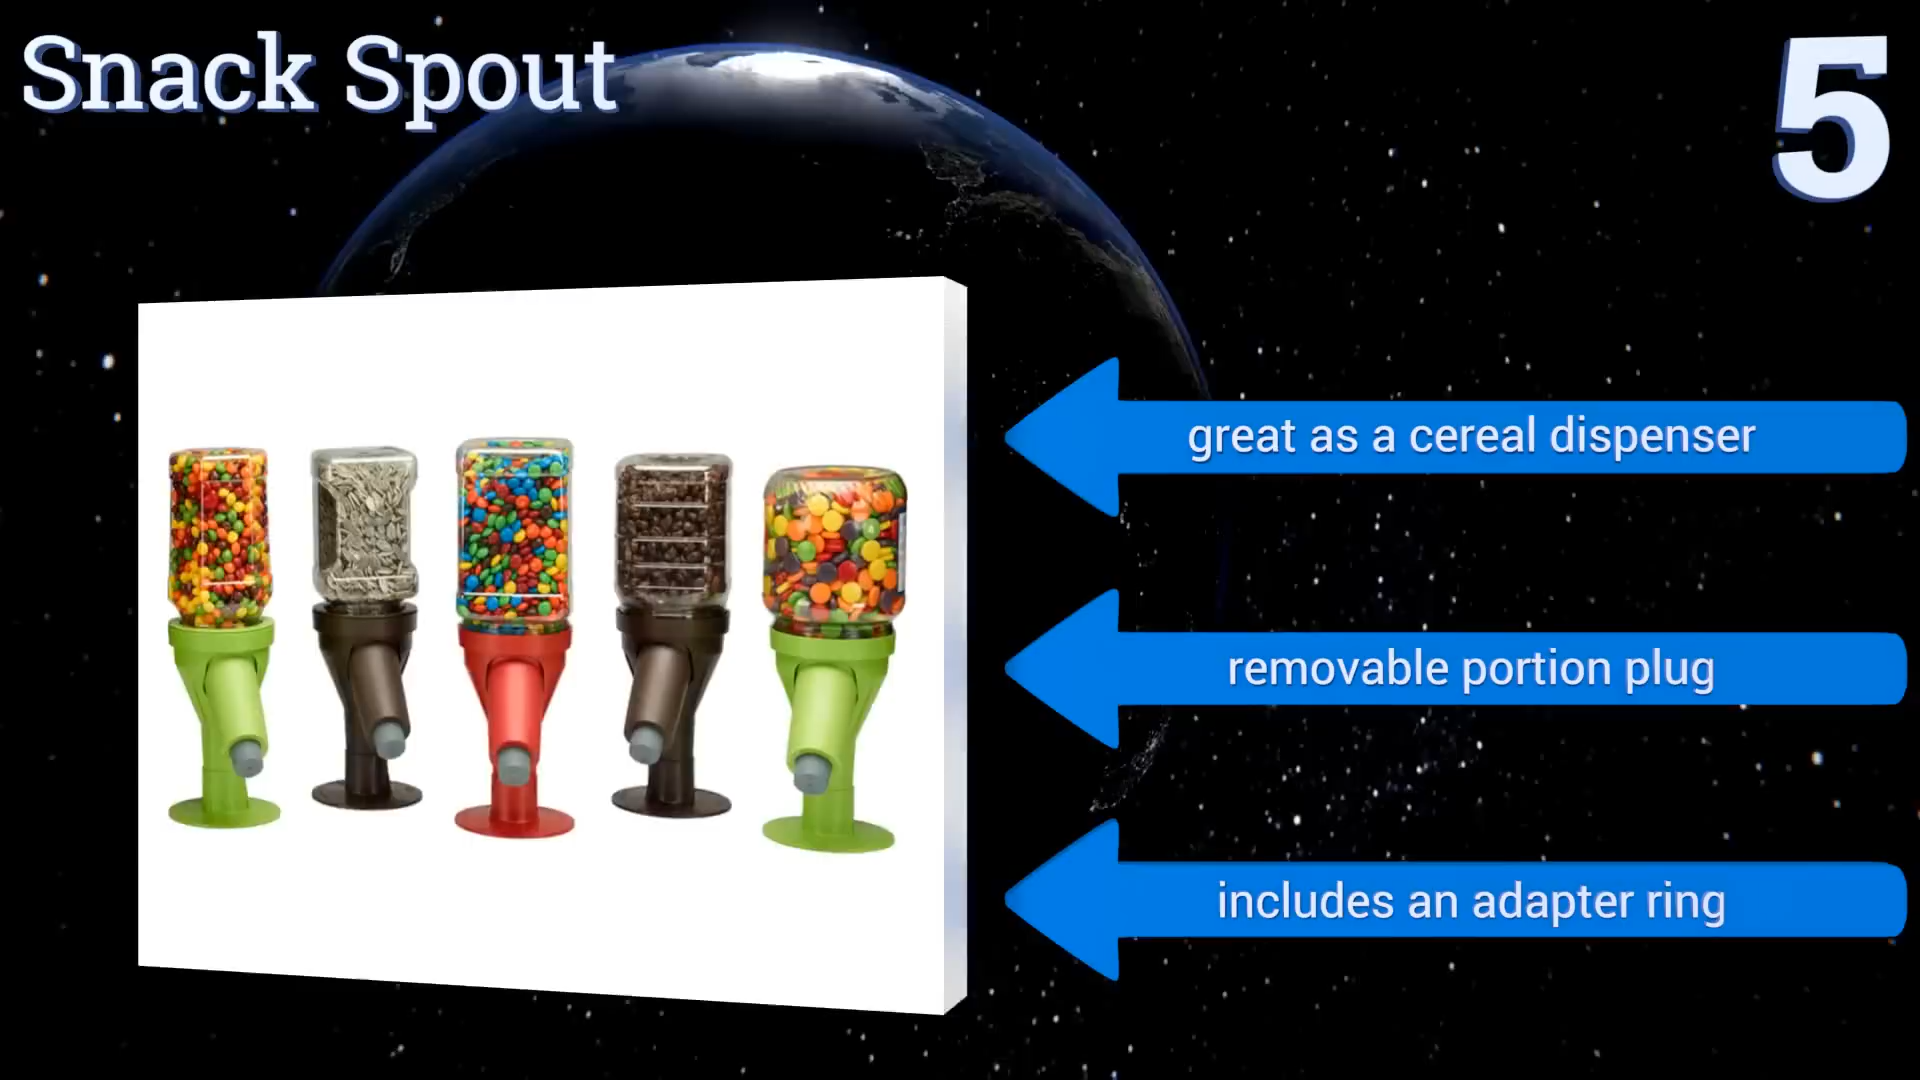 Snack Spout
5
great as a cereal dispenser
removable portion plug
includes an adapter ring